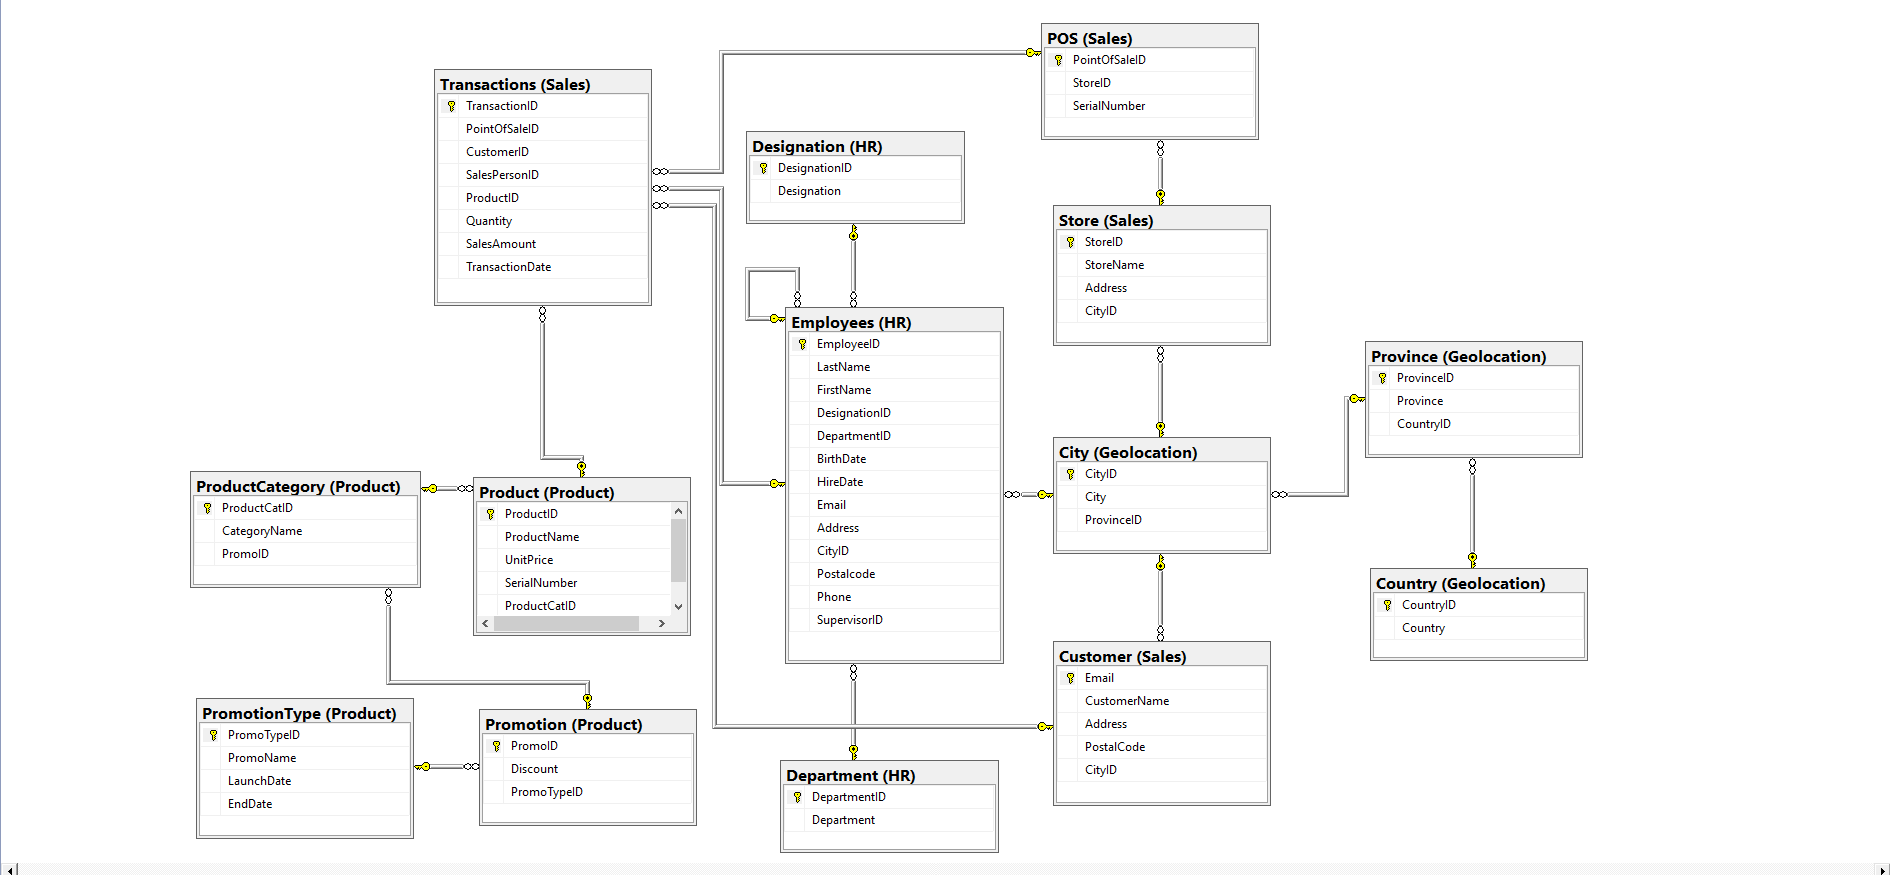 Transactions (Sales)
TransactionID
PointOfSaleID
CustomerID
SalesPersonID
ProductID
Quantity
SalesAmount
TransactionDate
POS (Sales)
PointOfSaleID
StoreID
SerialNumber
Designation (HR)
DesignationID
Designation
Store (Sales)
StoreID
StoreName
Address
CityID
Employees (HR)
EmployeeID
LastName
FirstName
DesignationID
DepartmentID
BirthDate
HireDate
Email
Address
CityID
Postalcode
Phone
SupervisorID
Province (Geolocation)
ProvinceID
Province
CountryID
City (Geolocation)
CityID
City
ProvinceID
ProductCategory (Product)
ProductCatID
CategoryName
PromoID
Product (Product)
ProductID
ProductName
UnitPrice
SerialNumber
ProductCatID
Country (Geolocation)
CountryID
Country
Customer (Sales)
Email
CustomerName
Address
PostalCode
CityID
PromotionType (Product)
PromoTypeID
PromoName
LaunchDate
EndDate
Promotion (Product)
PromoID
Discount
PromoTypeID
Department (HR)
DepartmentID
Department